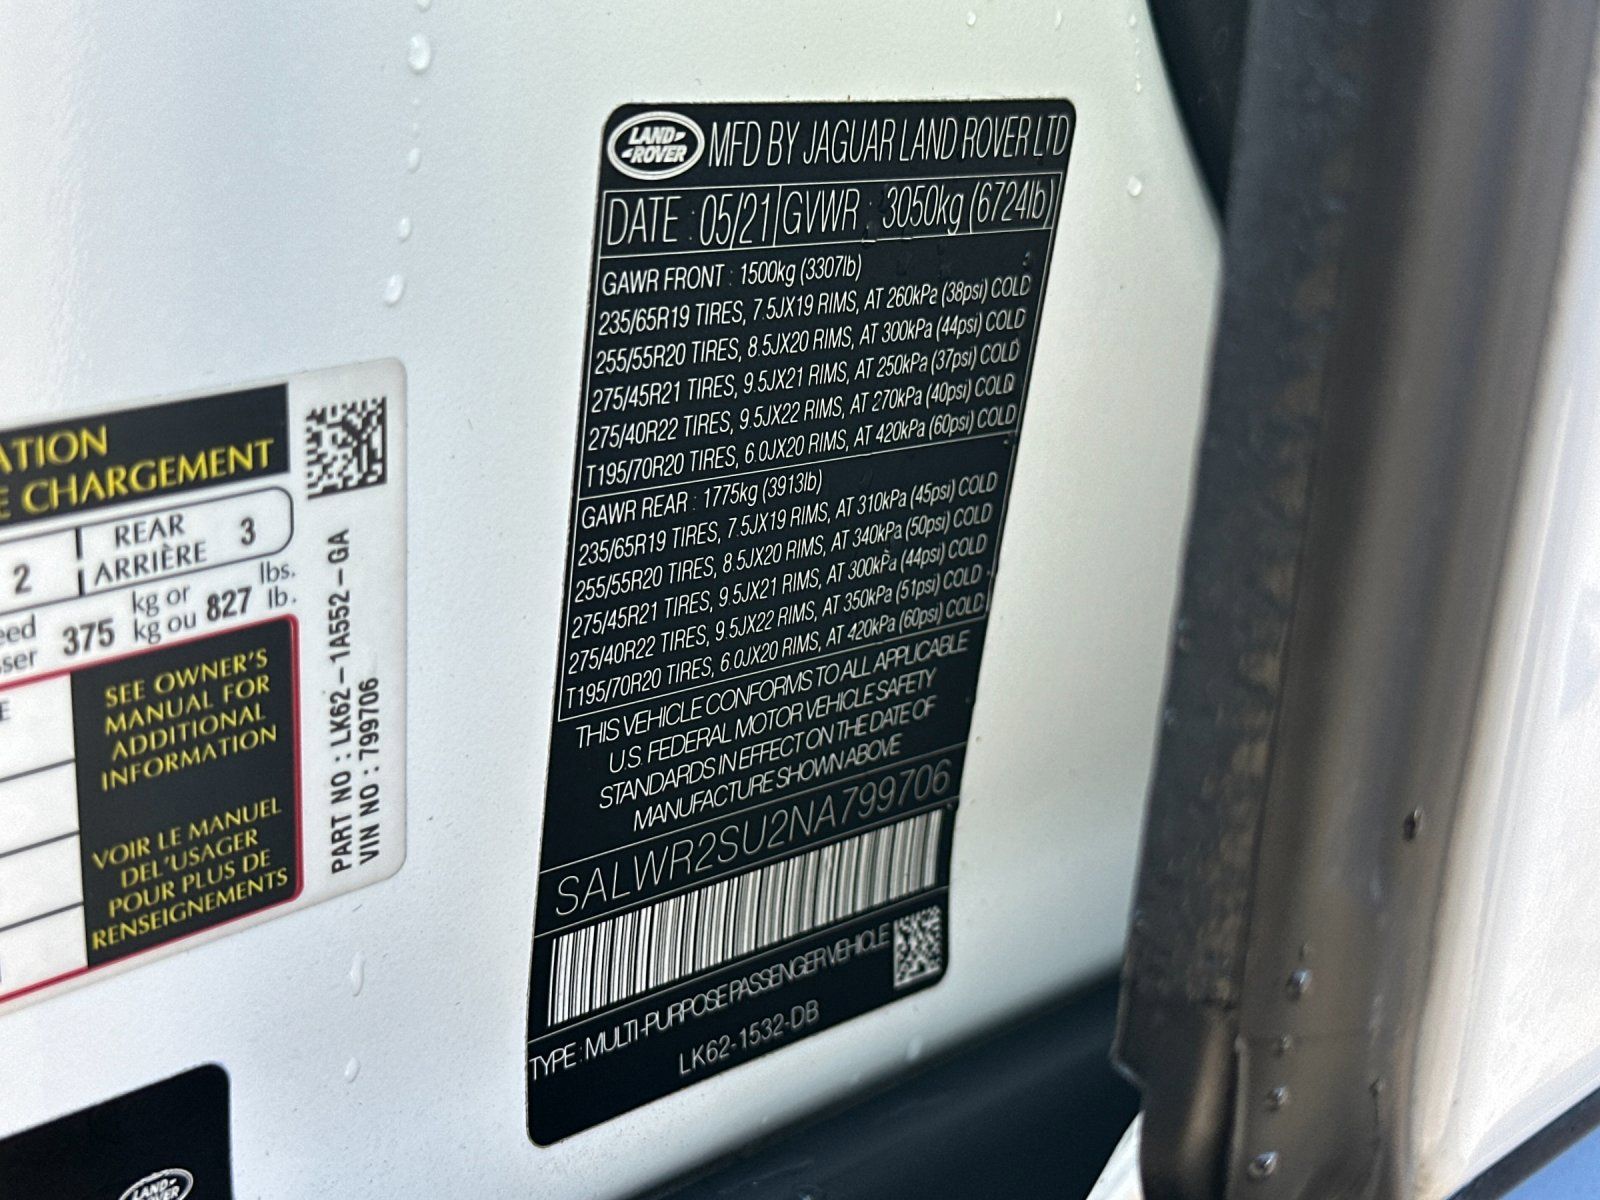 LAND ROVER MFD BY JAGUAR LAND ROVER LTD
DATE : 05/21 GVWR : 3050kg (6724lb)
GAWR FRONT : 1500kg (3307lb)
235/65R19 TIRES, 7.5JX19 RIMS, AT 260kPa (38psi) COLD
255/55R20 TIRES, 8.5JX20 RIMS, AT 300kPa (44psi) COLD
275/45R21 TIRES, 9.5JX21 RIMS, AT 250kPa (37psi) COLD
275/40R22 TIRES, 9.5JX22 RIMS, AT 270kPa (40psi) COLD
T195/70R20 TIRES, 6.0JX20 RIMS, AT 420kPa (60psi) COLD
GAWR REAR : 1775kg (3913lb)
235/65R19 TIRES, 7.5JX19 RIMS, AT 310kPa (45psi) COLD
255/55R20 TIRES, 8.5JX20 RIMS, AT 340kPa (50psi) COLD
275/45R21 TIRES, 9.5JX21 RIMS, AT 300kPa (44psi) COLD
275/40R22 TIRES, 9.5JX22 RIMS, AT 350kPa (51psi) COLD
T195/70R20 TIRES, 6.0JX20 RIMS, AT 420kPa (60psi) COLD
THIS VEHICLE CONFORMS TO ALL APPLICABLE
U.S. FEDERAL MOTOR VEHICLE SAFETY
STANDARDS IN EFFECT ON THE DATE OF
MANUFACTURE SHOWN ABOVE
SALWR2SU2NA799706
TYPE : MULTI-PURPOSE PASSENGER VEHICLE
LK62-1532-DB
CHARGEMENT
2 REAR 3
ARRIÈRE
375 kg or 827 lbs.
kg ou lb.
SEE OWNER'S
MANUAL FOR
ADDITIONAL
INFORMATION
VOIR LE MANUEL
DEL'USAGER
POUR PLUS DE
RENSEIGNEMENTS
PART NO : LK62-1A552-GA
VIN NO : 799706
LAND ROVER